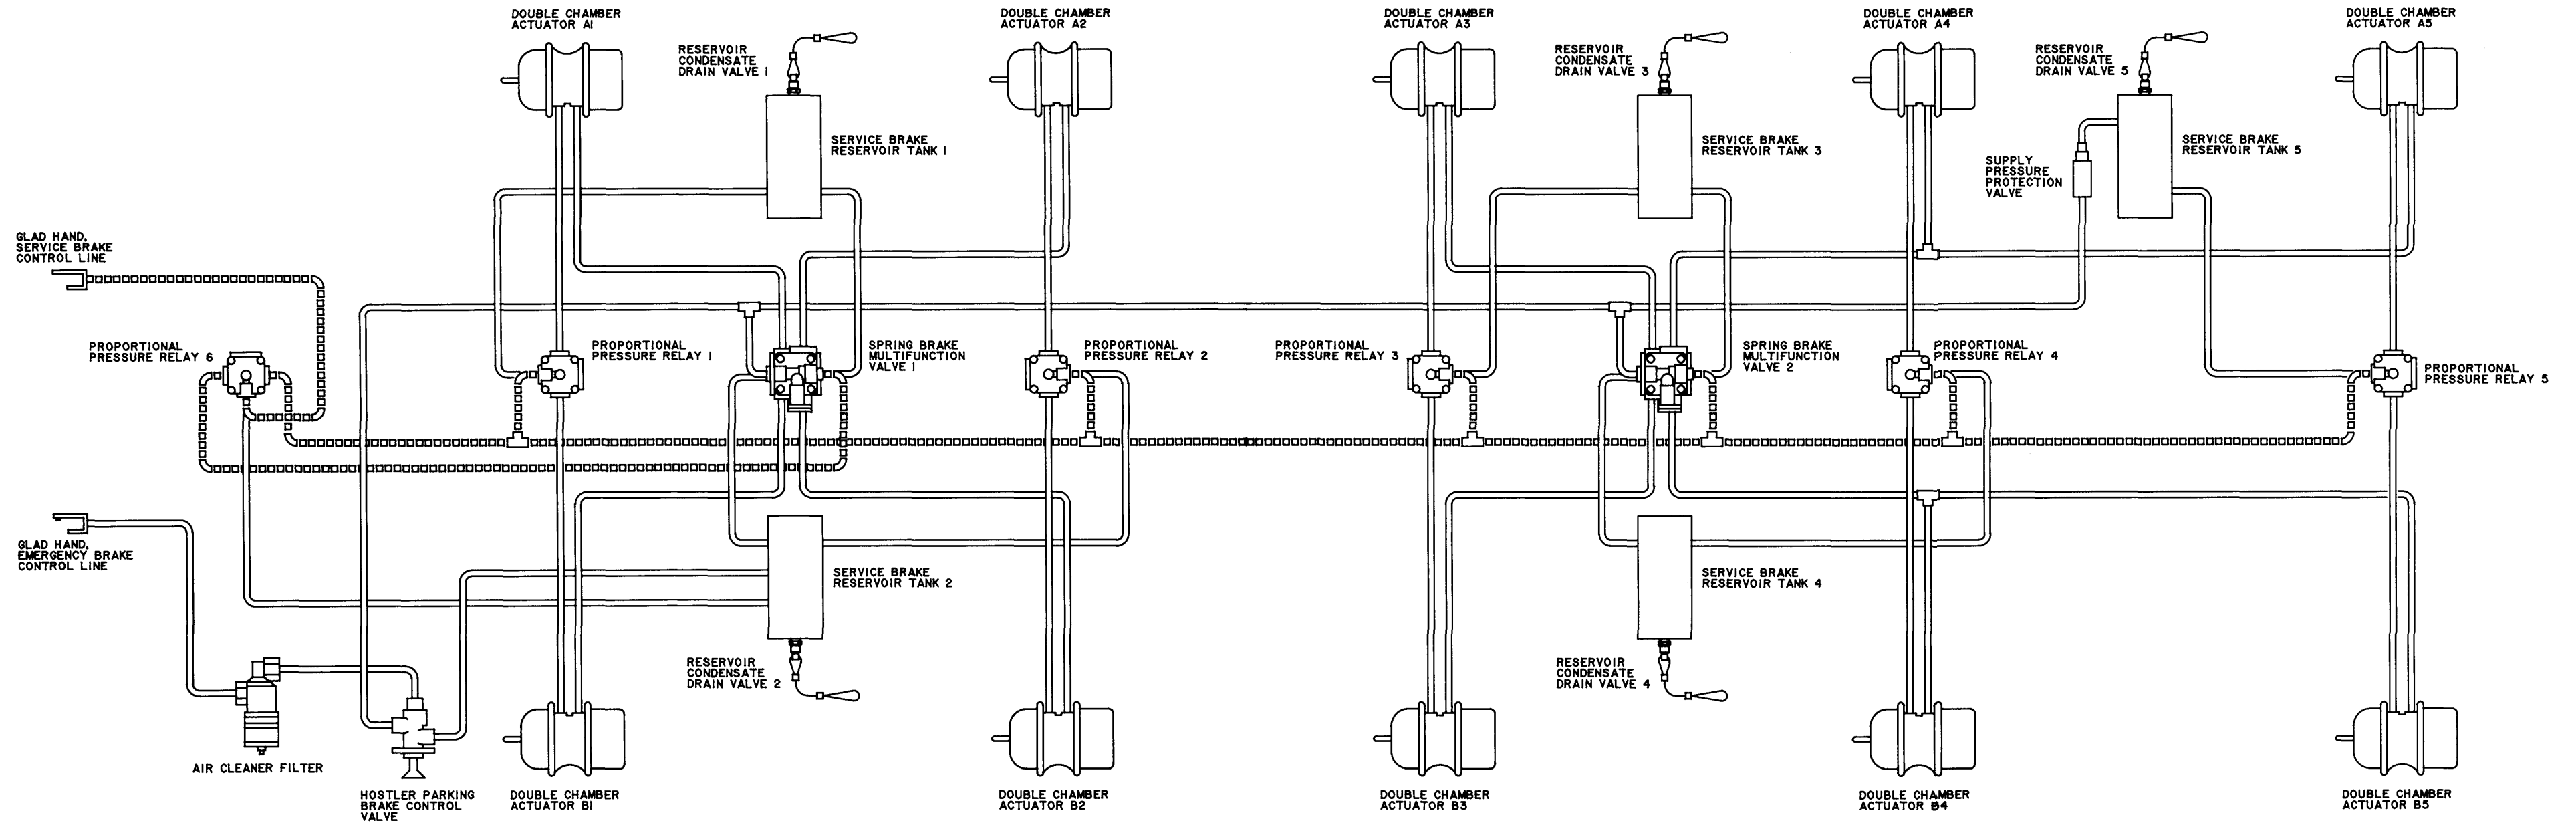 DOUBLE CHAMBER
ACTUATOR A1
DOUBLE CHAMBER
ACTUATOR A2
DOUBLE CHAMBER
ACTUATOR A3
DOUBLE CHAMBER
ACTUATOR A4
DOUBLE CHAMBER
ACTUATOR A5
RESERVOIR
CONDENSATE
DRAIN VALVE 1
RESERVOIR
CONDENSATE
DRAIN VALVE 3
RESERVOIR
CONDENSATE
DRAIN VALVE 5
SERVICE BRAKE
RESERVOIR TANK 1
SERVICE BRAKE
RESERVOIR TANK 3
SERVICE BRAKE
RESERVOIR TANK 5
SUPPLY
PRESSURE
PROTECTION
VALVE
GLAD HAND,
SERVICE BRAKE
CONTROL LINE
PROPORTIONAL
PRESSURE RELAY 6
PROPORTIONAL
PRESSURE RELAY 1
SPRING BRAKE
MULTIFUNCTION
VALVE 1
PROPORTIONAL
PRESSURE RELAY 2
PROPORTIONAL
PRESSURE RELAY 3
SPRING BRAKE
MULTIFUNCTION
VALVE 2
PROPORTIONAL
PRESSURE RELAY 4
PROPORTIONAL
PRESSURE RELAY 5
GLAD HAND,
EMERGENCY BRAKE
CONTROL LINE
SERVICE BRAKE
RESERVOIR TANK 2
SERVICE BRAKE
RESERVOIR TANK 4
RESERVOIR
CONDENSATE
DRAIN VALVE 2
RESERVOIR
CONDENSATE
DRAIN VALVE 4
AIR CLEANER FILTER
HOSTLER PARKING
BRAKE CONTROL
VALVE
DOUBLE CHAMBER
ACTUATOR B1
DOUBLE CHAMBER
ACTUATOR B2
DOUBLE CHAMBER
ACTUATOR B3
DOUBLE CHAMBER
ACTUATOR B4
DOUBLE CHAMBER
ACTUATOR B5